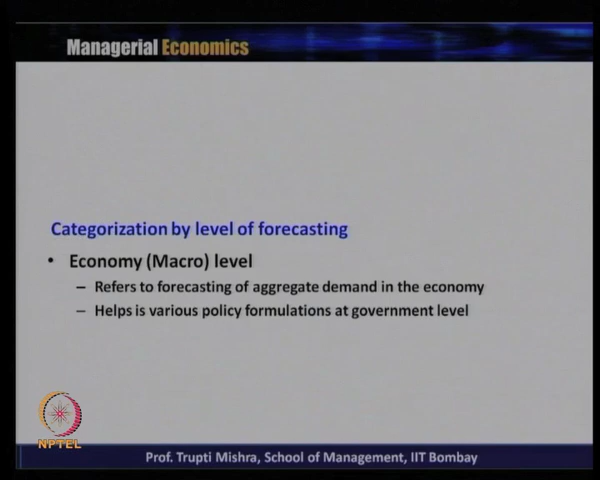 Managerial Economics
Categorization by level of forecasting
• Economy (Macro) level
– Refers to forecasting of aggregate demand in the economy
– Helps is various policy formulations at government level
NPTEL
Prof. Trupti Mishra, School of Management, IIT Bombay